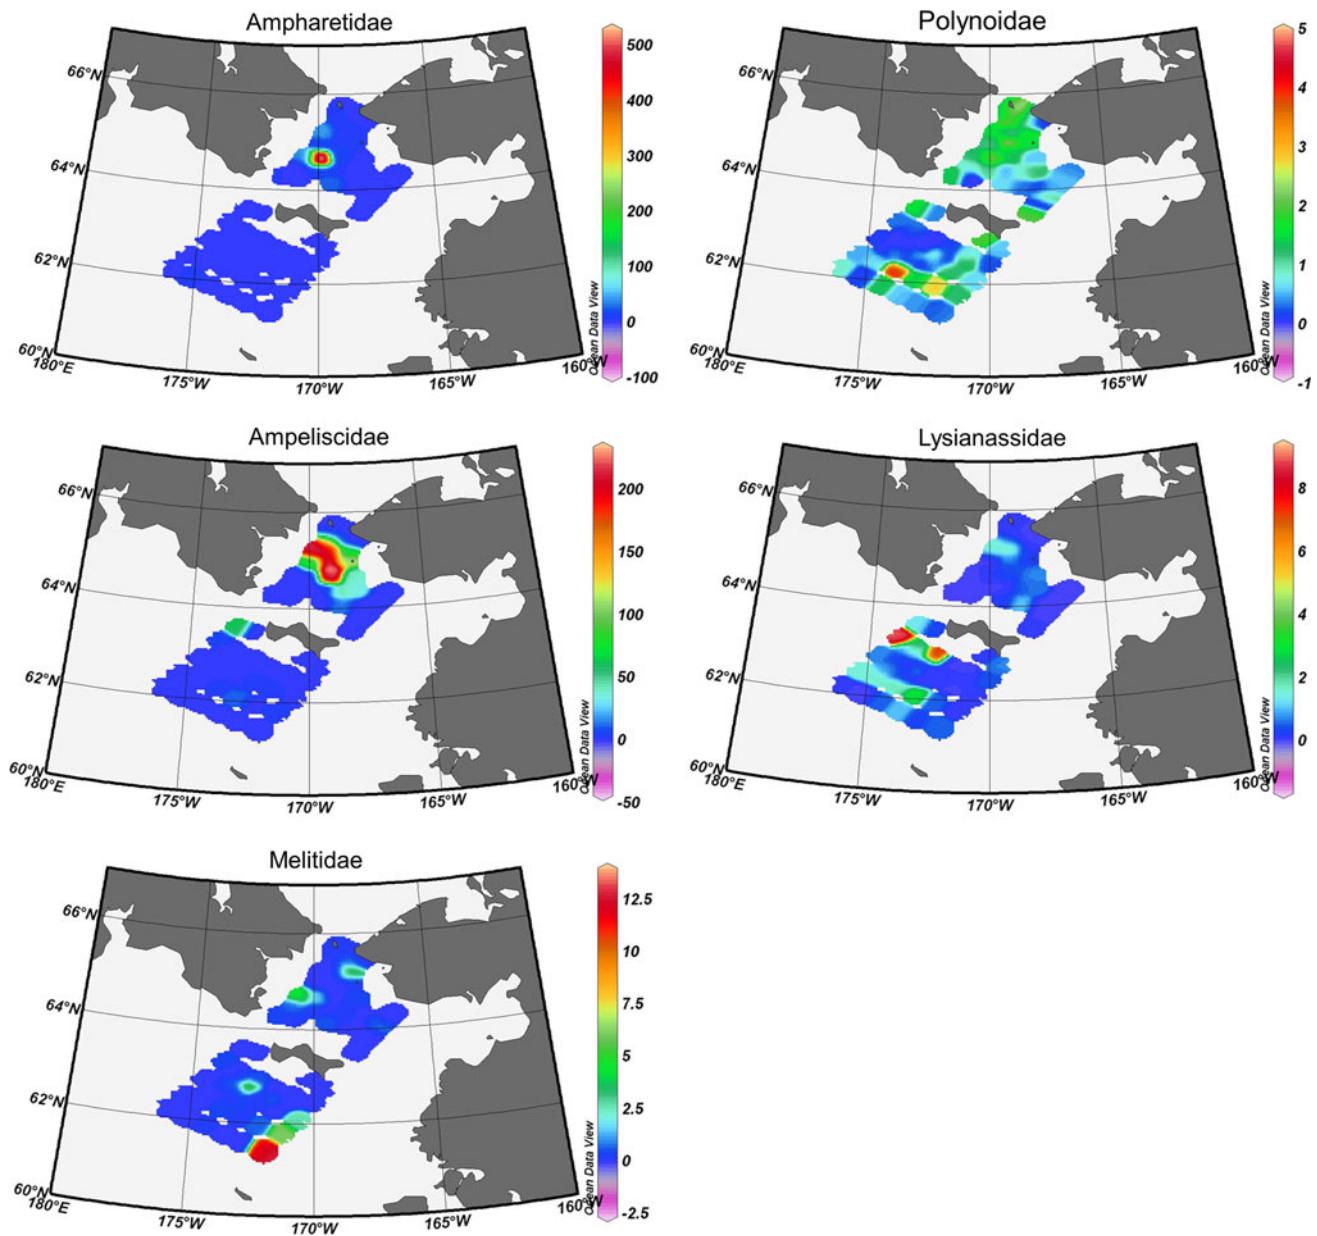 Ampharetidae
66°N
64°N
62°N
60°N
180°E
175°W
170°W
165°W
160°W
Ocean Data View
500
400
300
200
100
0
-100
Polynoidae
66°N
64°N
62°N
60°N
180°E
175°W
170°W
165°W
160°W
Ocean Data View
5
4
3
2
1
0
-1
Ampeliscidae
66°N
64°N
62°N
60°N
180°E
175°W
170°W
165°W
160°W
Ocean Data View
200
150
100
50
0
-50
Lysianassidae
66°N
64°N
62°N
60°N
180°E
175°W
170°W
165°W
160°W
Ocean Data View
8
6
4
2
0
Melitidae
66°N
64°N
62°N
60°N
180°E
175°W
170°W
165°W
160°W
Ocean Data View
12.5
10
7.5
5
2.5
0
-2.5